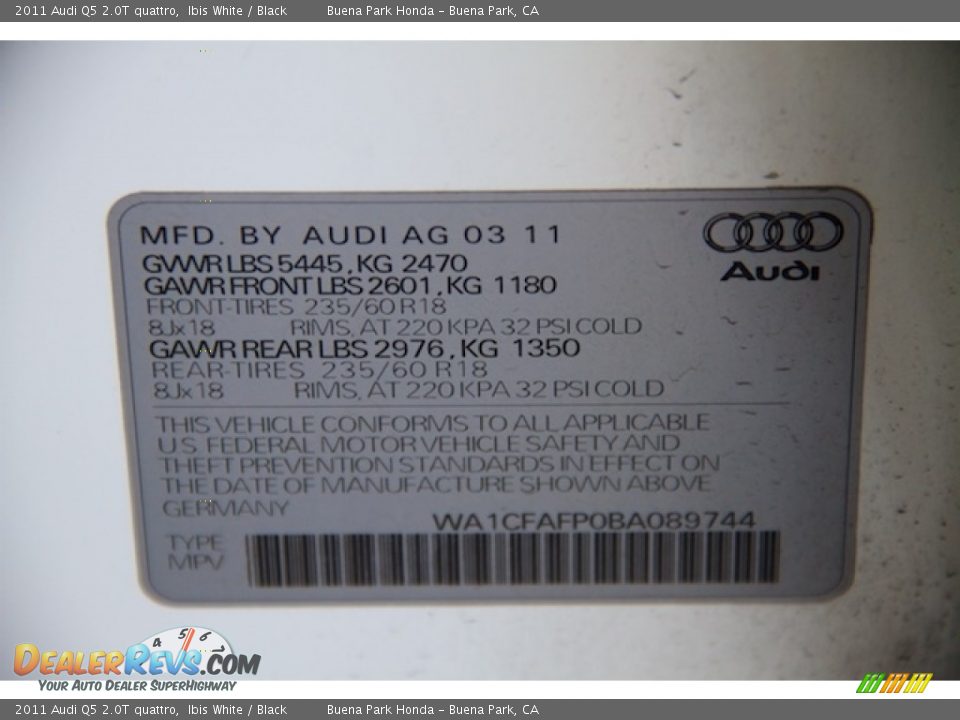 2011 Audi Q5 2.0T quattro, Ibis White / Black Buena Park Honda - Buena Park, CA
MFD. BY AUDI AG 03 11
GVWR LBS 5445, KG 2470
GAWR FRONT LBS 2601, KG 1180
FRONT-TIRES 235/60 R18
8Jx18 RIMS, AT 220 KPA 32 PSI COLD
GAWR REAR LBS 2976, KG 1350
REAR-TIRES 235/60 R18
8Jx18 RIMS, AT 220 KPA 32 PSI COLD
Audi
THIS VEHICLE CONFORMS TO ALL APPLICABLE
U.S. FEDERAL MOTOR VEHICLE SAFETY AND
THEFT PREVENTION STANDARDS IN EFFECT ON
THE DATE OF MANUFACTURE SHOWN ABOVE
GERMANY
WA1CFAFP0BA089744
TYPE
MPV
4 5 6
DealerRevs.com
Your Auto Dealer SuperHighway
2011 Audi Q5 2.0T quattro, Ibis White / Black Buena Park Honda - Buena Park, CA